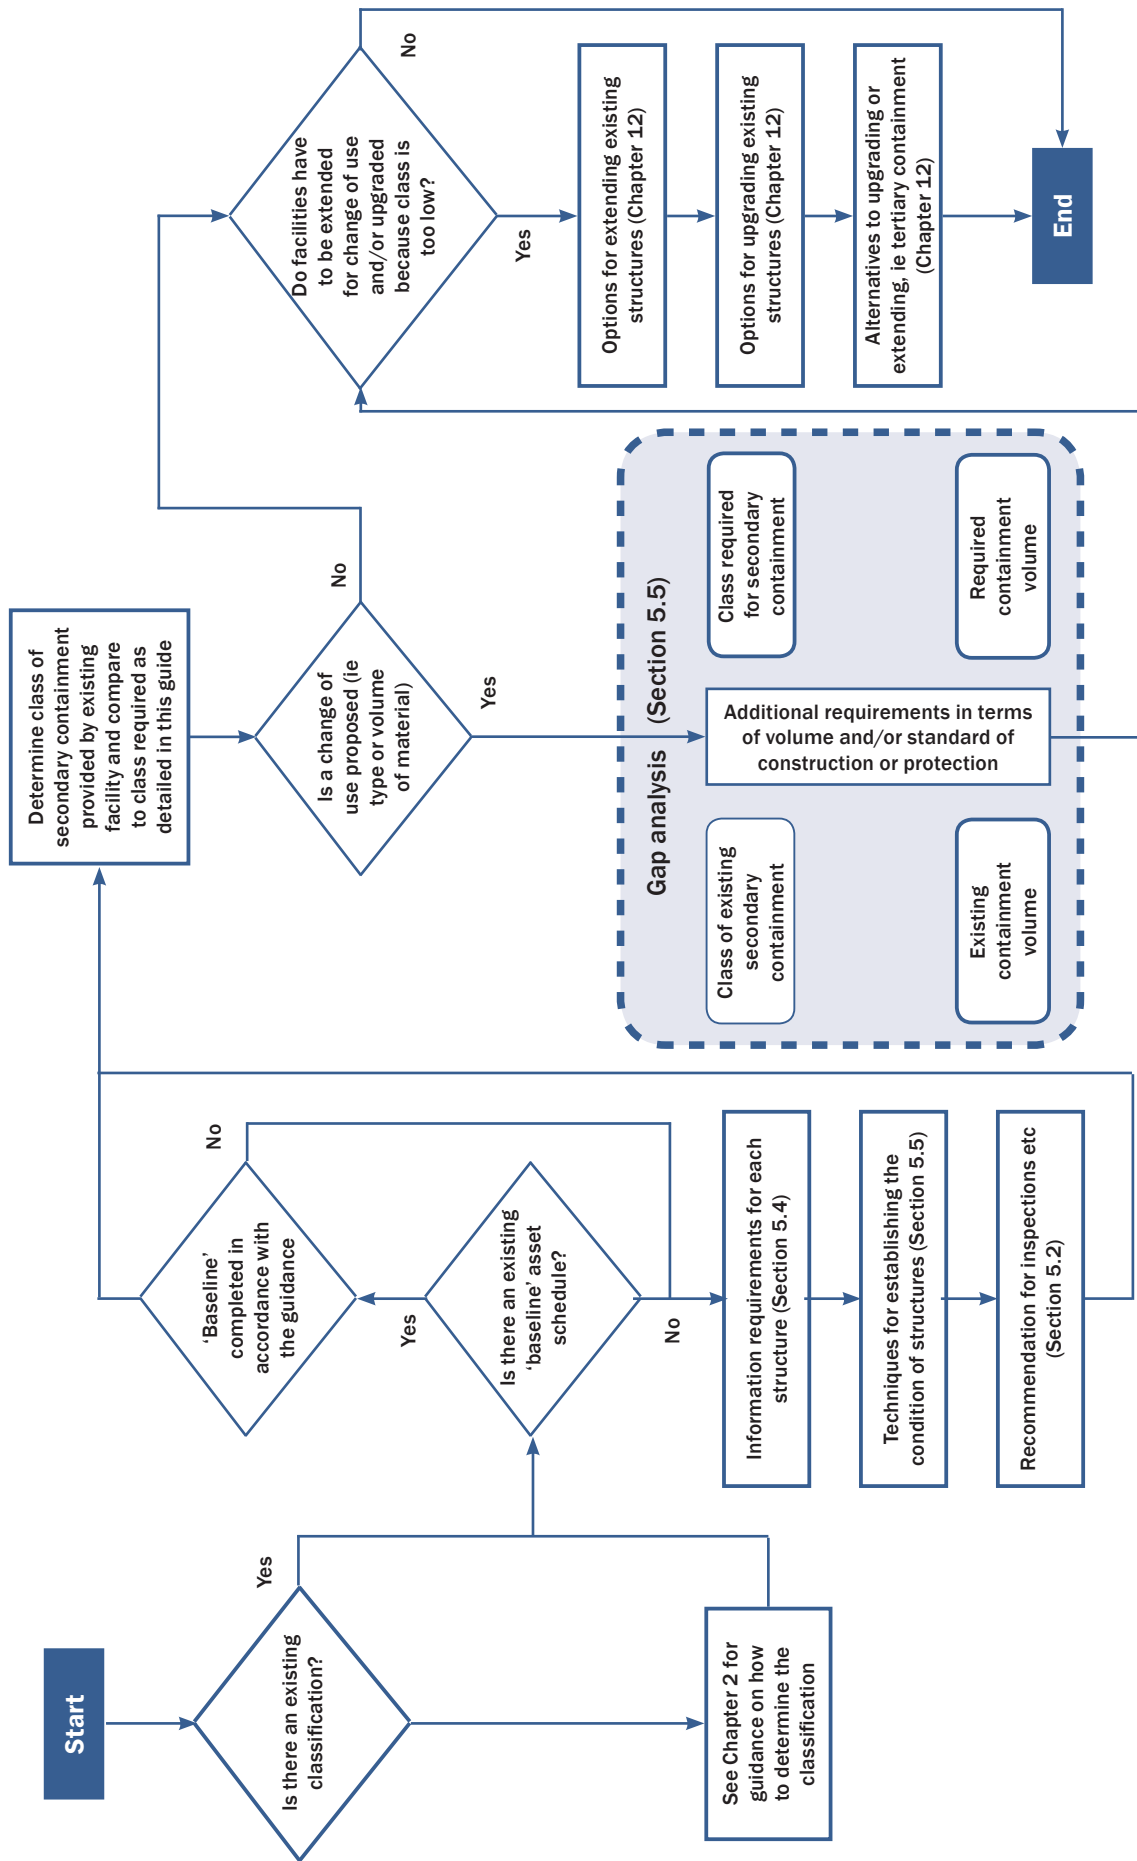 Start
Is there an existing
classification?
Yes
See Chapter 2 for
guidance on how
to determine the
classification
‘Baseline’
completed in
accordance with
the guidance
No
Yes
Is there an existing
‘baseline’ asset
schedule?
No
Information requirements for each
structure (Section 5.4)
Techniques for establishing the
condition of structures (Section 5.5)
Recommendation for inspections etc
(Section 5.2)
Determine class of
secondary containment
provided by existing
facility and compare
to class required as
detailed in this guide
Is a change of
use proposed (ie
type or volume
of material)
No
Yes
Gap analysis (Section 5.5)
Class of existing
secondary
containment
Class required
for secondary
containment
Additional requirements in terms
of volume and/or standard of
construction or protection
Existing
containment
volume
Required
containment
volume
Do facilities have
to be extended
for change of use
and/or upgraded
because class is
too low?
No
Yes
Options for extending existing
structures (Chapter 12)
Options for upgrading existing
structures (Chapter 12)
Alternatives to upgrading or
extending, ie tertiary containment
(Chapter 12)
End